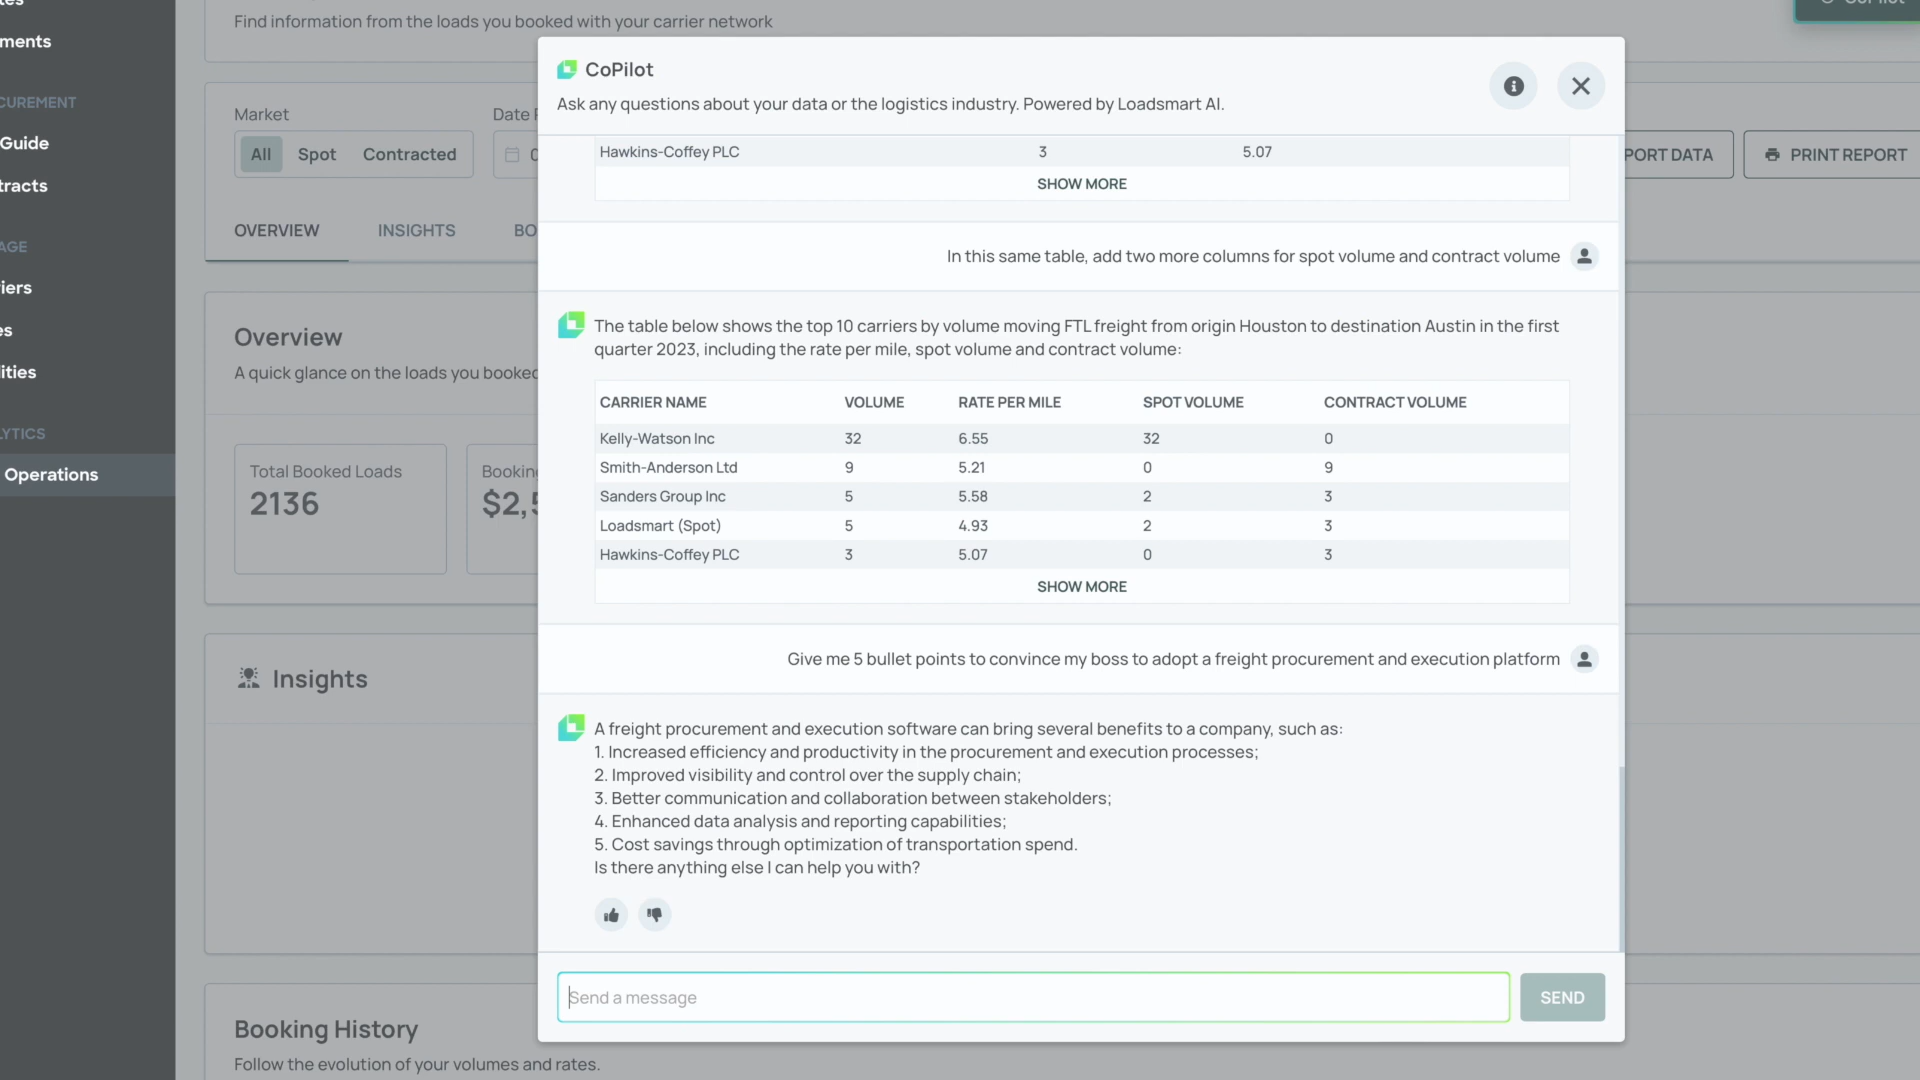 ments
CUREMENT
Guide
tracts
AGE
iers
es
ities
LYTICS
Operations
Find information from the loads you booked with your carrier network
Market
Date
All Spot Contracted
PORT DATA
PRINT REPORT
OVERVIEW INSIGHTS BO
Overview
A quick glance on the loads you booked
Total Booked Loads
2136
Booking
$2,5
Insights
Booking History
Follow the evolution of your volumes and rates.
CoPilot
Ask any questions about your data or the logistics industry. Powered by Loadsmart AI.
Hawkins-Coffey PLC 3 5.07
SHOW MORE
In this same table, add two more columns for spot volume and contract volume
The table below shows the top 10 carriers by volume moving FTL freight from origin Houston to destination Austin in the first
quarter 2023, including the rate per mile, spot volume and contract volume:
CARRIER NAME VOLUME RATE PER MILE SPOT VOLUME CONTRACT VOLUME
Kelly-Watson Inc 32 6.55 32 0
Smith-Anderson Ltd 9 5.21 0 9
Sanders Group Inc 5 5.58 2 3
Loadsmart (Spot) 5 4.93 2 3
Hawkins-Coffey PLC 3 5.07 0 3
SHOW MORE
Give me 5 bullet points to convince my boss to adopt a freight procurement and execution platform
A freight procurement and execution software can bring several benefits to a company, such as:
1. Increased efficiency and productivity in the procurement and execution processes;
2. Improved visibility and control over the supply chain;
3. Better communication and collaboration between stakeholders;
4. Enhanced data analysis and reporting capabilities;
5. Cost savings through optimization of transportation spend.
Is there anything else I can help you with?
Send a message
SEND